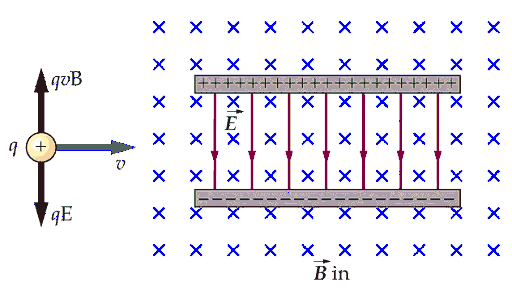 qvB
+ + + + + + + + + + + + + + + + + + + +
E
q + v
qE
– – – – – – – – – – – – – – – – – – – –
B in